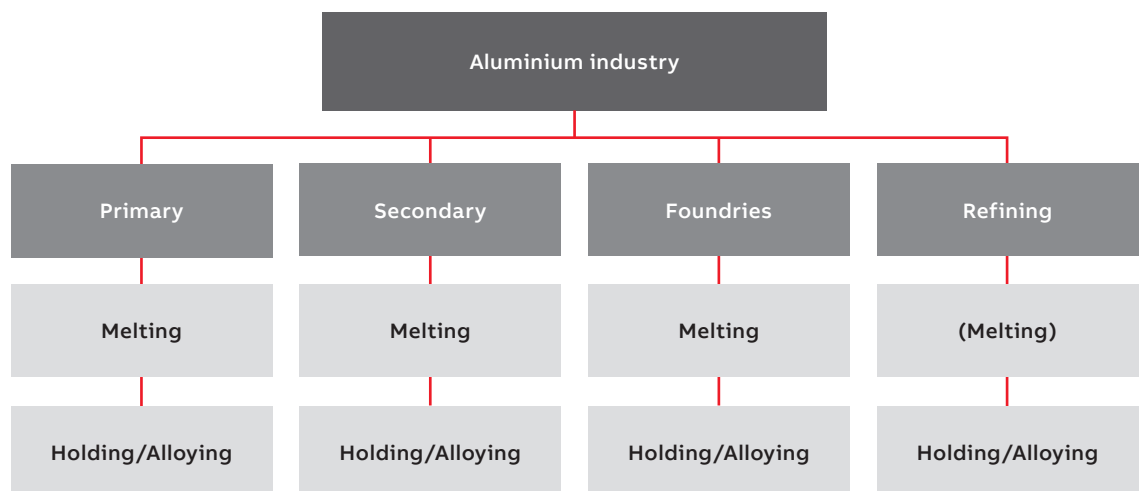 Aluminium industry
Primary
Secondary
Foundries
Refining
Melting
Melting
Melting
(Melting)
Holding/Alloying
Holding/Alloying
Holding/Alloying
Holding/Alloying